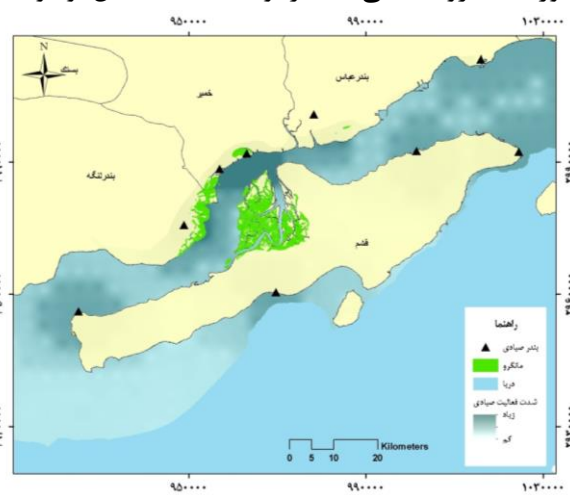 ۹۵۰۰۰۰ ۹۹۰۰۰۰ ۱۰۳۰۰۰۰
N
بستک
خمیر
بندرعباس
بندرلنگه
قشم
راهنما
بندر صیادی
مانگرو
دریا
شدت فعالیت صیادی
زیاد
کم
Kilometers
0 5 10 20
۹۵۰۰۰۰ ۹۹۰۰۰۰ ۱۰۳۰۰۰۰